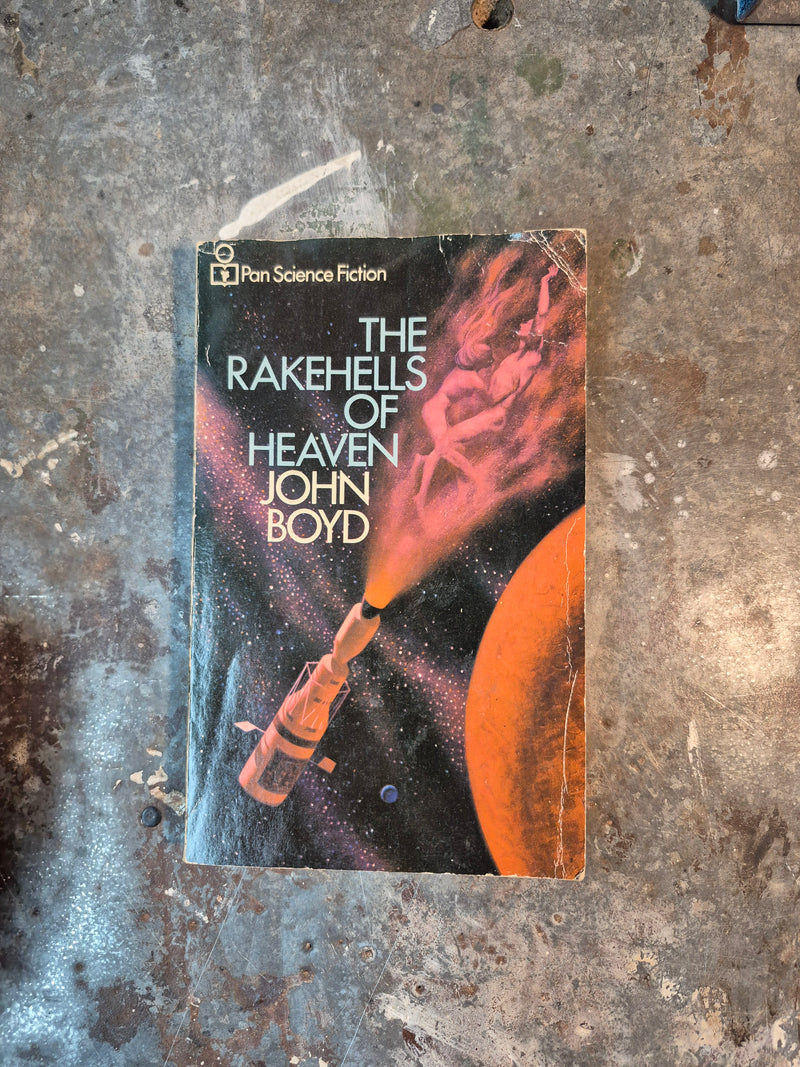 Pan Science Fiction
THE
RAKEHELLS
OF
HEAVEN
JOHN
BOYD